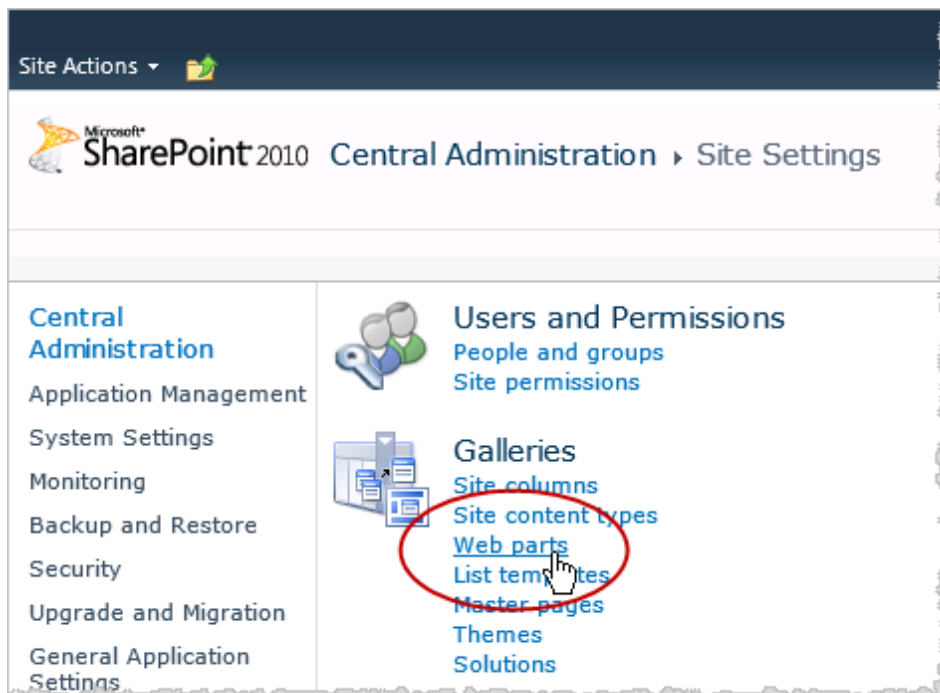 Site Actions
Microsoft®
SharePoint® 2010 Central Administration ▸ Site Settings
Central
Administration
Application Management
System Settings
Monitoring
Backup and Restore
Security
Upgrade and Migration
General Application
Settings
Users and Permissions
People and groups
Site permissions
Galleries
Site columns
Site content types
Web parts
List templates
Master pages
Themes
Solutions